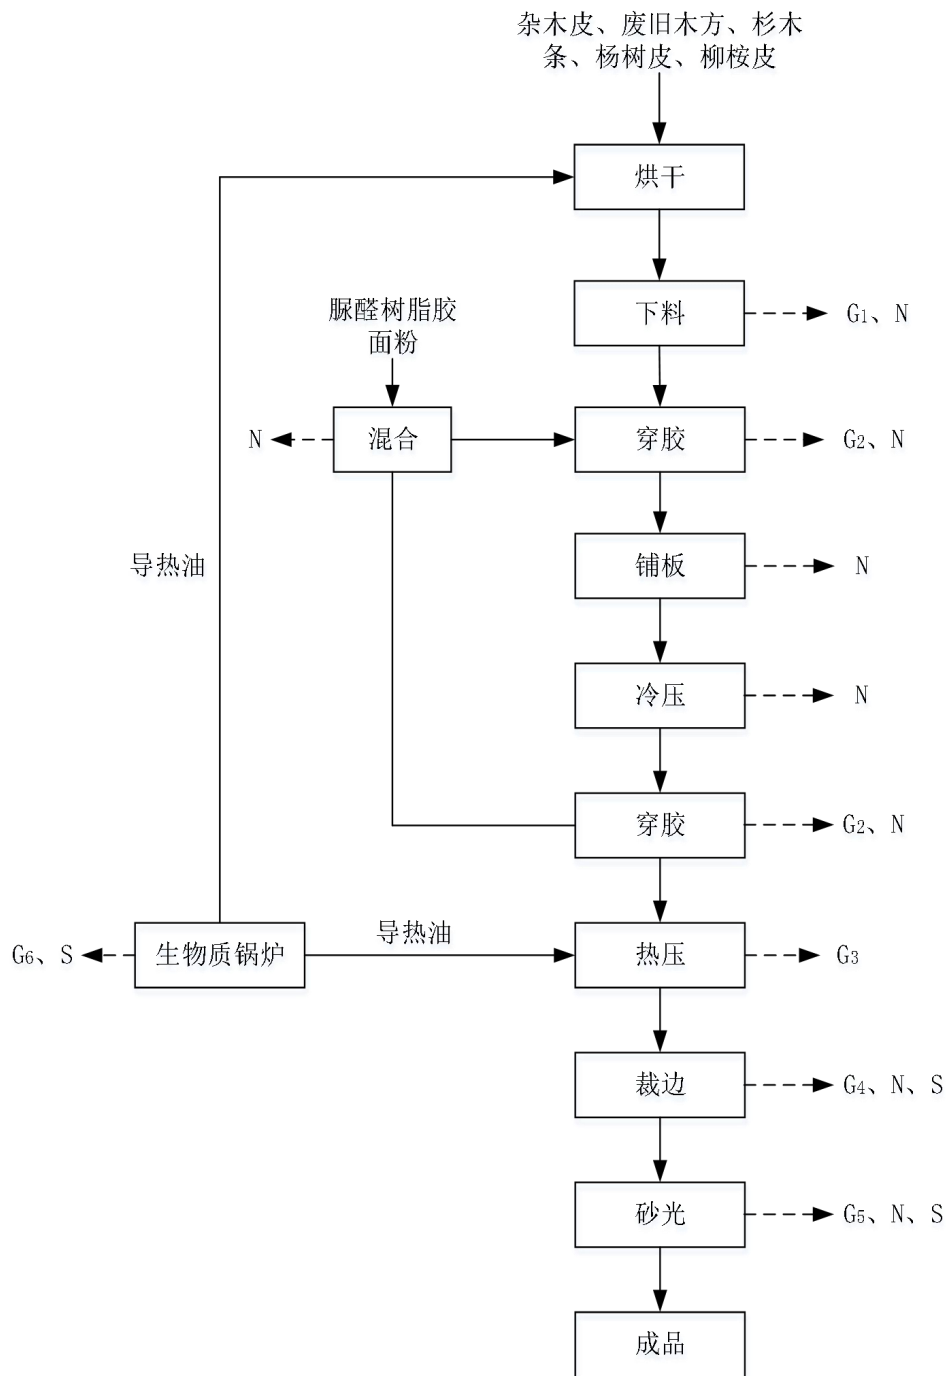 杂木皮、废旧木方、杉木
条、杨树皮、柳桉皮
烘干
下料
G1、N
脲醛树脂胶
面粉
N
混合
穿胶
G2、N
导热油
铺板
N
冷压
N
穿胶
G2、N
G6、S
生物质锅炉
导热油
热压
G3
裁边
G4、N、S
砂光
G5、N、S
成品